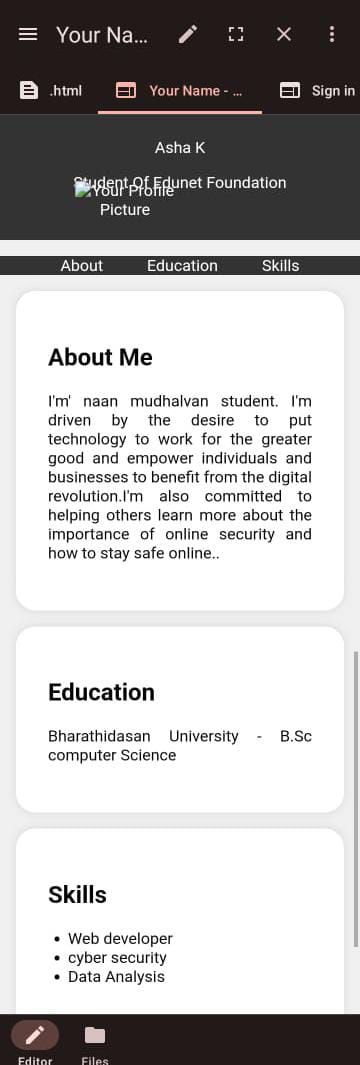 Your Na...
.html
Your Name - ...
Sign in
Asha K
Student Of Edunet Foundation
Your Profile
Picture
About Education Skills
About Me
I'm' naan mudhalvan student. I'm
driven by the desire to put
technology to work for the greater
good and empower individuals and
businesses to benefit from the digital
revolution.I'm also committed to
helping others learn more about the
importance of online security and
how to stay safe online..
Education
Bharathidasan University - B.Sc
computer Science
Skills
• Web developer
• cyber security
• Data Analysis
Editor Files